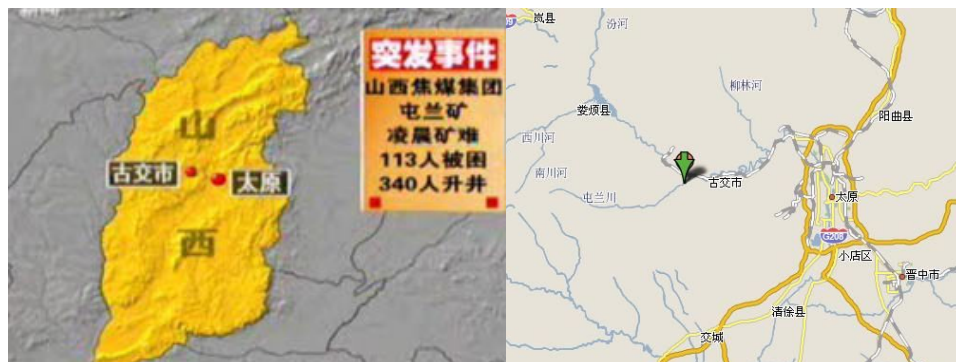 突发事件
山西焦煤集团
屯兰矿
凌晨矿难
113人被困
340人升井
山
西
古交市
太原
岚县
汾河
柳林河
娄烦县
阳曲县
西川河
南川河
屯兰川
古交市
太原
G208
小店区
晋中市
清徐县
交城